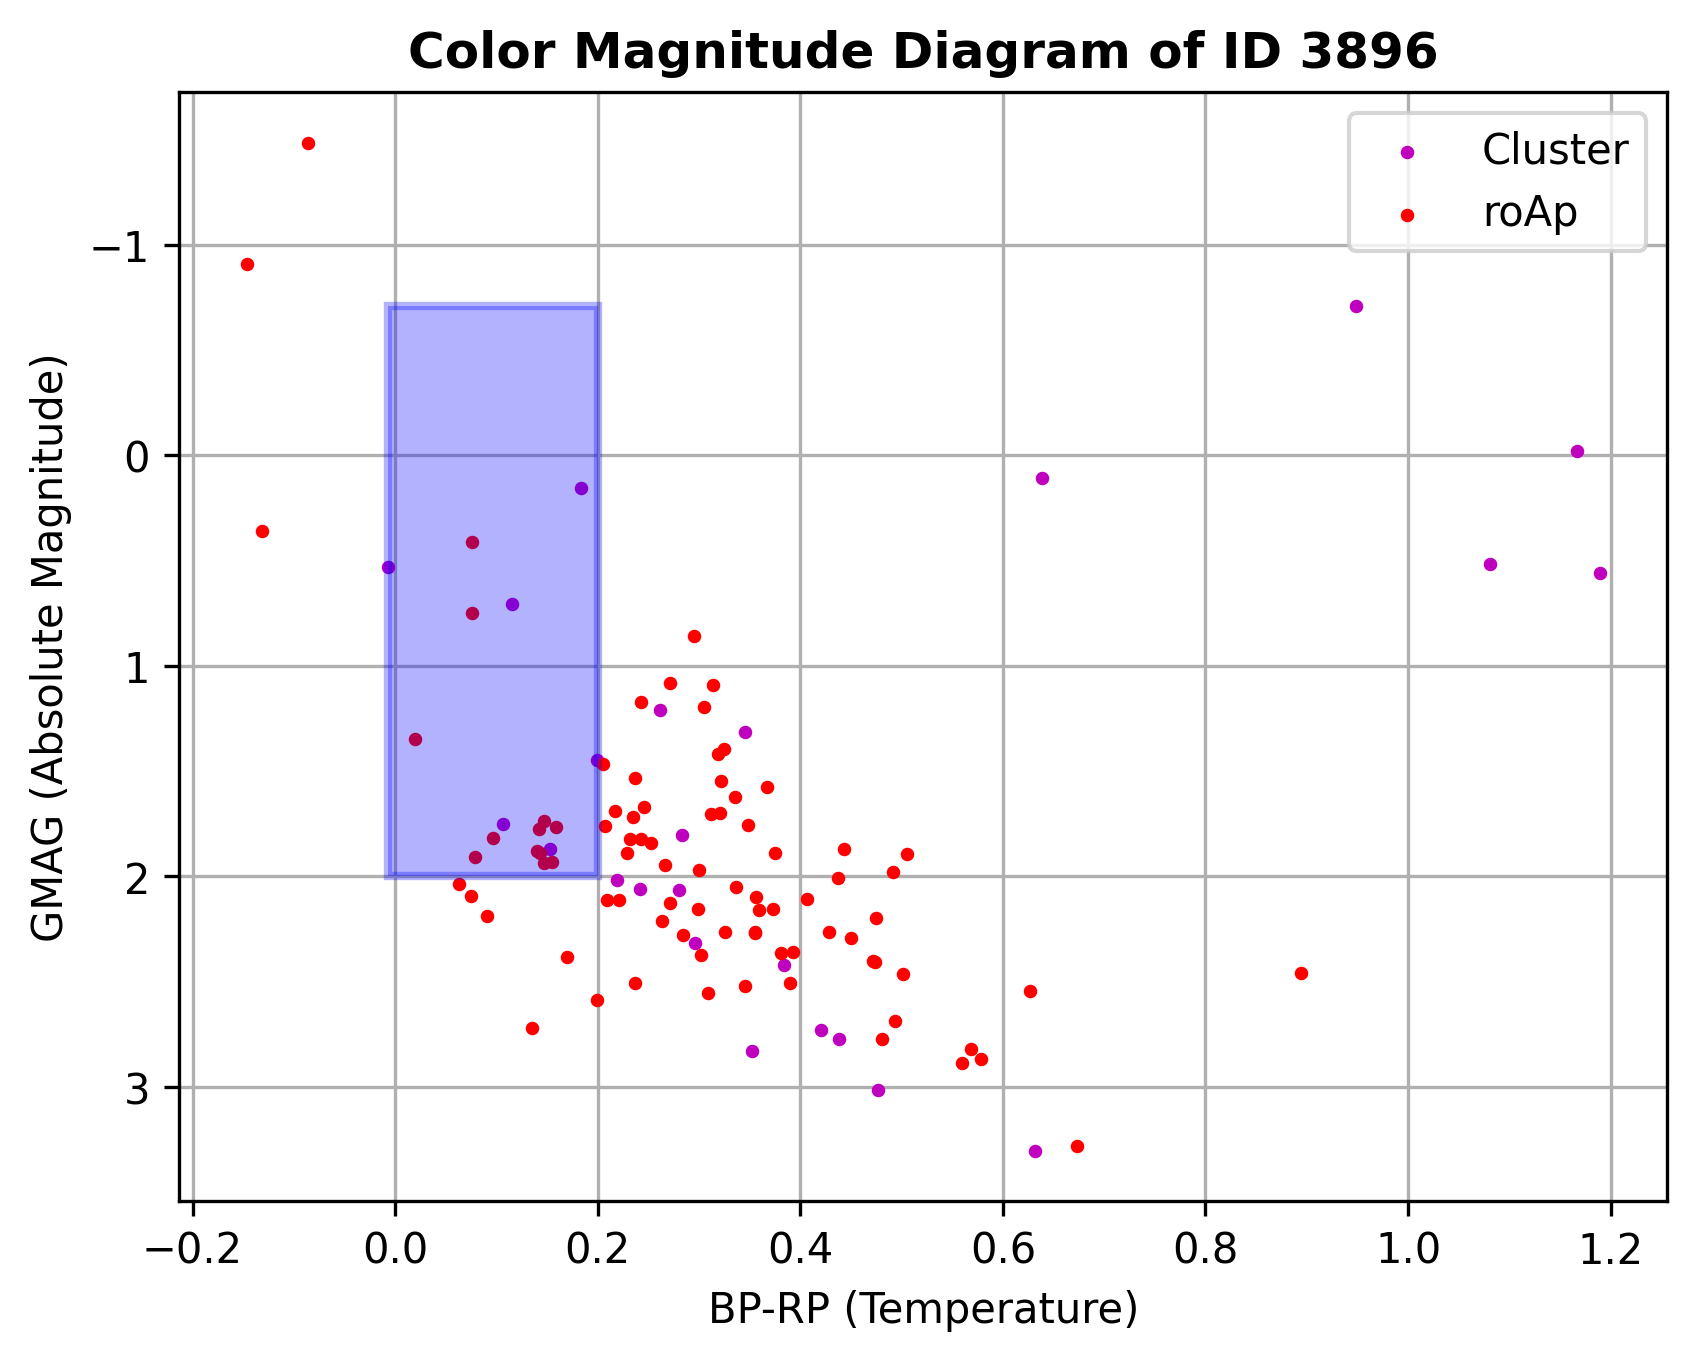 Color Magnitude Diagram of ID 3896
Cluster
roAp
−1
0
1
2
3
GMAG (Absolute Magnitude)
−0.2 0.0 0.2 0.4 0.6 0.8 1.0 1.2
BP-RP (Temperature)